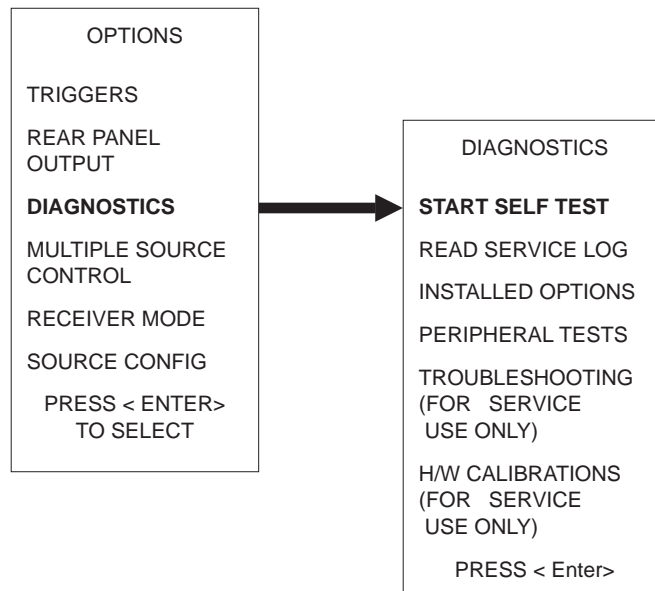 OPTIONS
TRIGGERS
REAR PANEL
OUTPUT
DIAGNOSTICS
MULTIPLE SOURCE
CONTROL
RECEIVER MODE
SOURCE CONFIG
PRESS < ENTER>
TO SELECT
DIAGNOSTICS
START SELF TEST
READ SERVICE LOG
INSTALLED OPTIONS
PERIPHERAL TESTS
TROUBLESHOOTING
(FOR SERVICE
USE ONLY)
H/W CALIBRATIONS
(FOR SERVICE
USE ONLY)
PRESS < Enter>